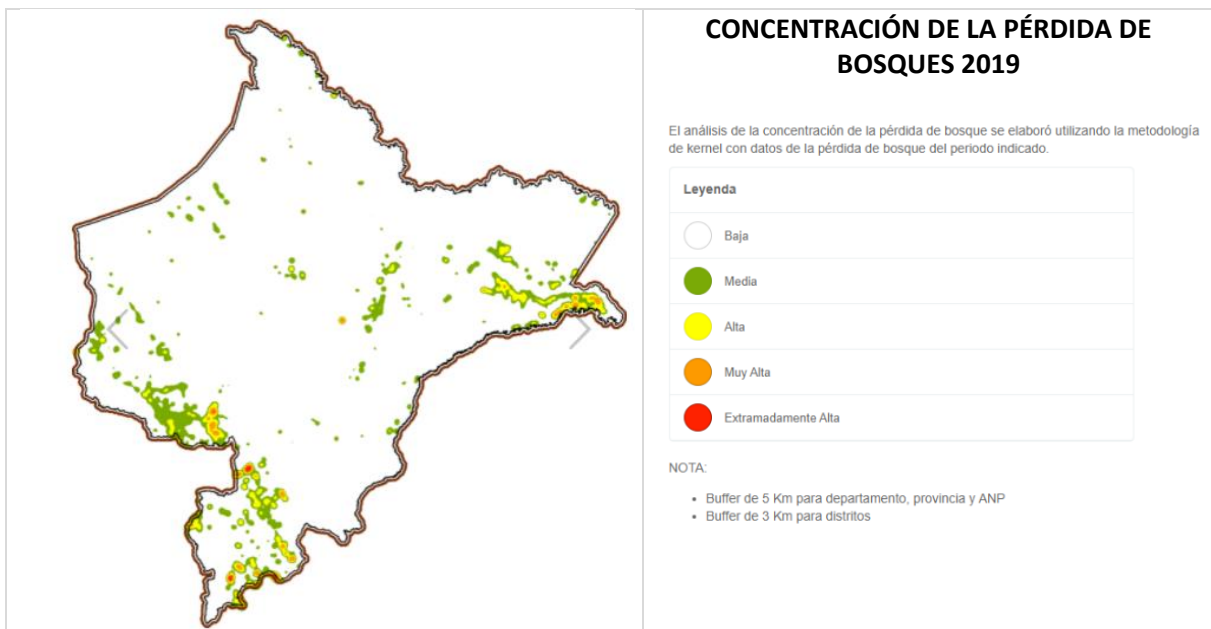 CONCENTRACIÓN DE LA PÉRDIDA DE
BOSQUES 2019
El análisis de la concentración de la pérdida de bosque se elaboró utilizando la metodología
de kernel con datos de la pérdida de bosque del periodo indicado.
Leyenda
Baja
Media
Alta
Muy Alta
Extramadamente Alta
NOTA:
• Buffer de 5 Km para departamento, provincia y ANP
• Buffer de 3 Km para distritos